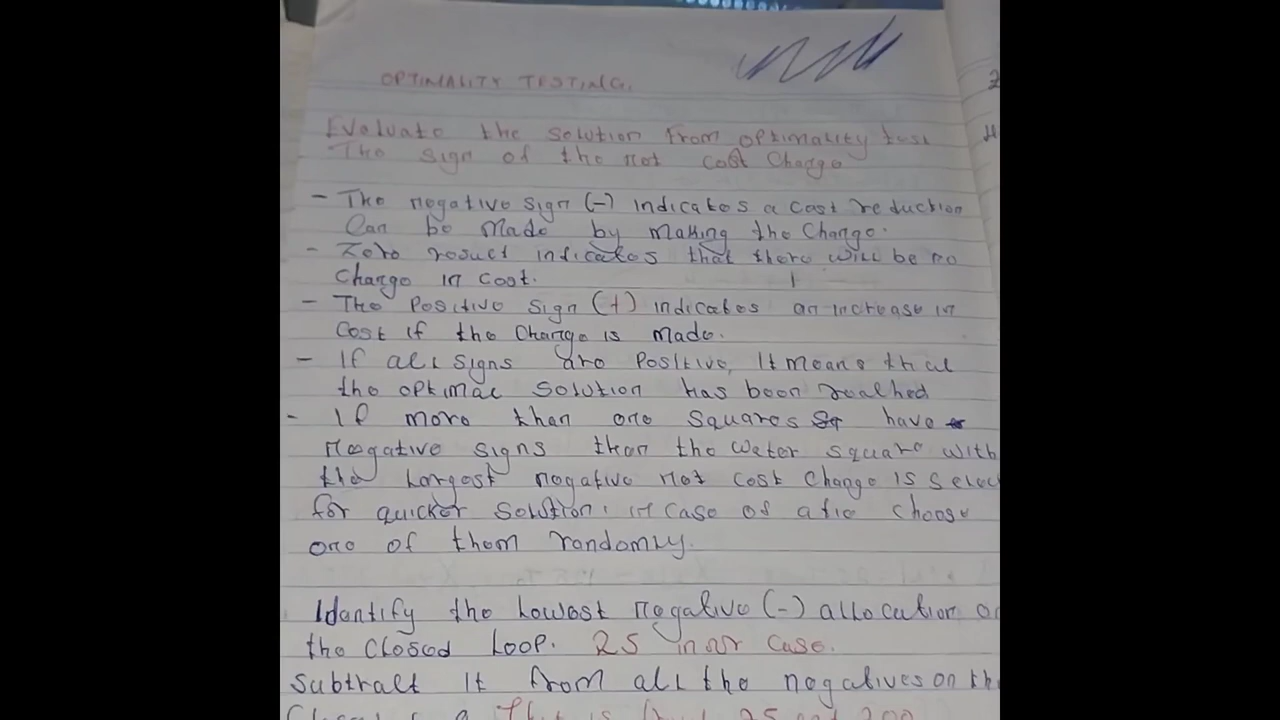 OPTIMALITY TESTING.
Evaluate the solution from optimality test
The sign of the net cost change
- The negative sign (-) indicates a cost reduction
can be made by making the change.
- Zero result indicates that there will be no
change in cost.
- The positive sign (+) indicates an increase in
cost if the change is made.
- If all signs are positive, it means that
the optimal solution has been reached
- If more than one squares have
negative signs than the water square with
the largest negative net cost change is selec
for quicker solution, in case of a tie choose
one of them randomly.
Identify the lowest negative (-) allocation on
the closed loop. 25 in our case.
Subtract it from all the negatives on the
25 and 200